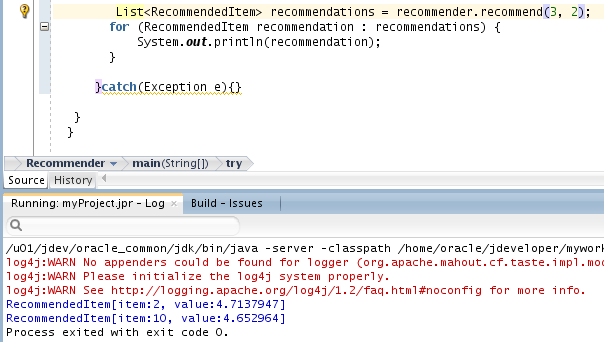 List<RecommendedItem> recommendations = recommender.recommend(3, 2);
for (RecommendedItem recommendation : recommendations) {
System.out.println(recommendation);
}
}catch(Exception e){}
}
}
Recommender main(String[]) try
Source History
Running: myProject.jpr - Log × Build - Issues
/u01/jdev/oracle_common/jdk/bin/java -server -classpath /home/oracle/jdeveloper/mywork
log4j:WARN No appenders could be found for logger (org.apache.mahout.cf.taste.impl.mod
log4j:WARN Please initialize the log4j system properly.
log4j:WARN See http://logging.apache.org/log4j/1.2/faq.html#noconfig for more info.
RecommendedItem[item:2, value:4.7137947]
RecommendedItem[item:10, value:4.652964]
Process exited with exit code 0.